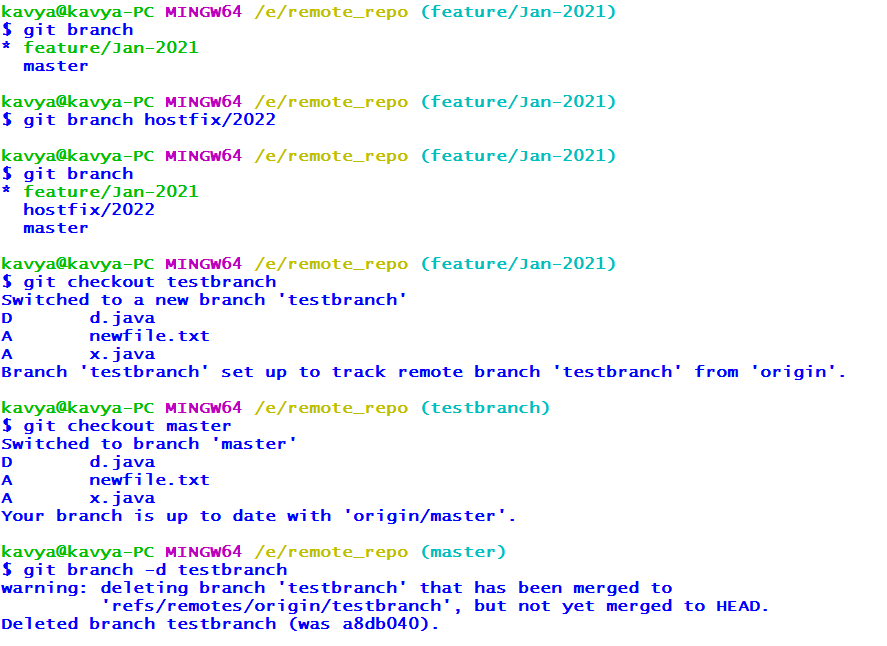 kavya@kavya-PC MINGW64 /e/remote_repo (feature/Jan-2021)
$ git branch
* feature/Jan-2021
  master

kavya@kavya-PC MINGW64 /e/remote_repo (feature/Jan-2021)
$ git branch hostfix/2022

kavya@kavya-PC MINGW64 /e/remote_repo (feature/Jan-2021)
$ git branch
* feature/Jan-2021
  hostfix/2022
  master

kavya@kavya-PC MINGW64 /e/remote_repo (feature/Jan-2021)
$ git checkout testbranch
Switched to a new branch 'testbranch'
D       d.java
A       newfile.txt
A       x.java
Branch 'testbranch' set up to track remote branch 'testbranch' from 'origin'.

kavya@kavya-PC MINGW64 /e/remote_repo (testbranch)
$ git checkout master
Switched to branch 'master'
D       d.java
A       newfile.txt
A       x.java
Your branch is up to date with 'origin/master'.

kavya@kavya-PC MINGW64 /e/remote_repo (master)
$ git branch -d testbranch
warning: deleting branch 'testbranch' that has been merged to
         'refs/remotes/origin/testbranch', but not yet merged to HEAD.
Deleted branch testbranch (was a8db040).